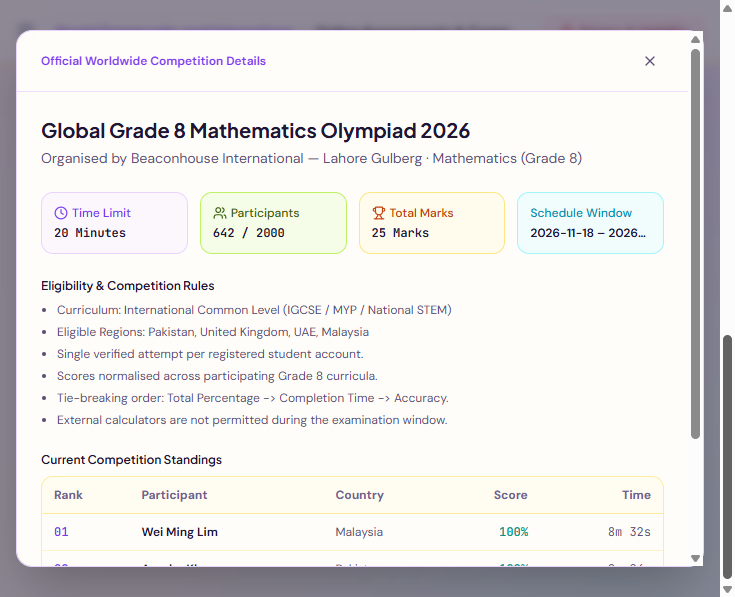 Official Worldwide Competition Details
Global Grade 8 Mathematics Olympiad 2026
Organised by Beaconhouse International — Lahore Gulberg · Mathematics (Grade 8)
Time Limit
20 Minutes
Participants
642 / 2000
Total Marks
25 Marks
Schedule Window
2026-11-18 – 2026...
Eligibility & Competition Rules
• Curriculum: International Common Level (IGCSE / MYP / National STEM)
• Eligible Regions: Pakistan, United Kingdom, UAE, Malaysia
• Single verified attempt per registered student account.
• Scores normalised across participating Grade 8 curricula.
• Tie-breaking order: Total Percentage -> Completion Time -> Accuracy.
• External calculators are not permitted during the examination window.
Current Competition Standings
Rank Participant Country Score Time
01 Wei Ming Lim Malaysia 100% 8m 32s